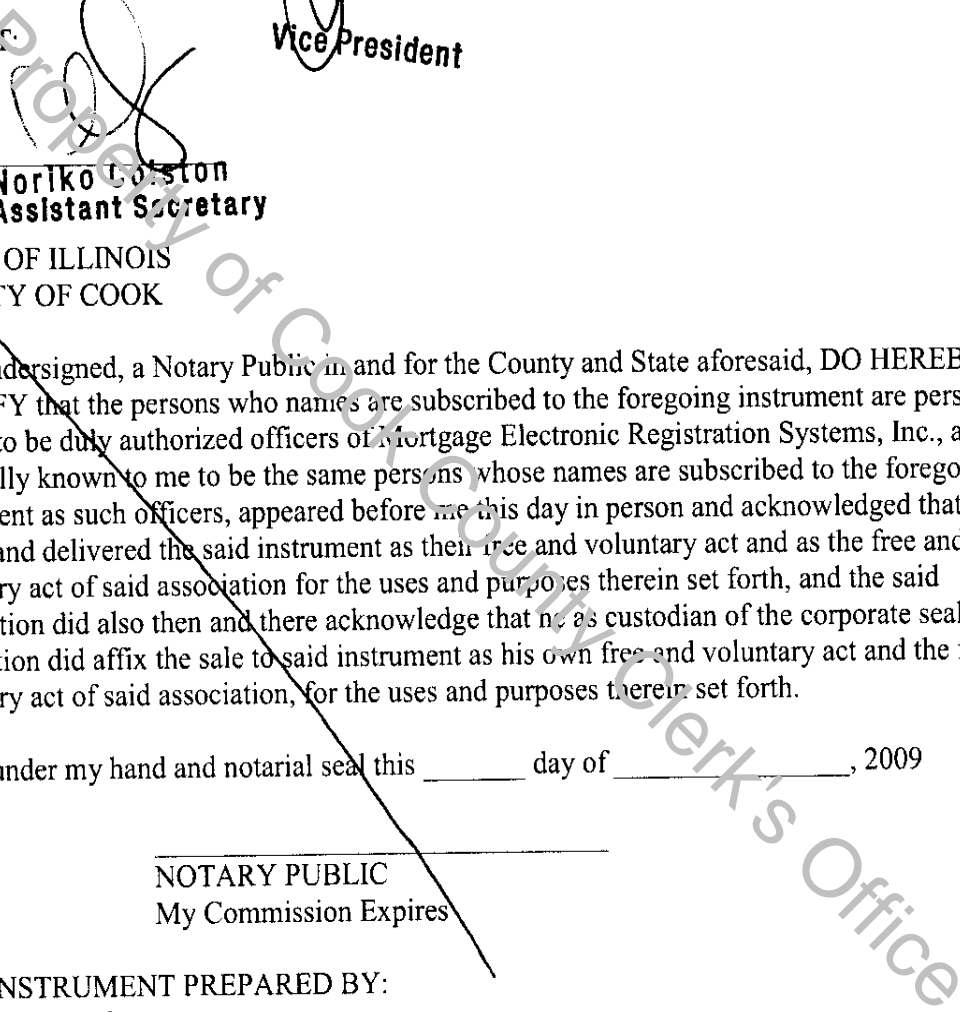 r.
Vice President
Noriko Colston
Assistant Secretary
OF ILLINOIS
TY OF COOK
ndersigned, a Notary Public in and for the County and State aforesaid, DO HEREB
FY that the persons who names are subscribed to the foregoing instrument are pers
to be duly authorized officers of Mortgage Electronic Registration Systems, Inc., a
lly known to me to be the same persons whose names are subscribed to the forego
ent as such officers, appeared before me this day in person and acknowledged that
and delivered the said instrument as their free and voluntary act and as the free and
ry act of said association for the uses and purposes therein set forth, and the said
tion did also then and there acknowledge that he as custodian of the corporate seal
tion did affix the sale to said instrument as his own free and voluntary act and the
ry act of said association, for the uses and purposes therein set forth.
under my hand and notarial seal this ______ day of ______________, 2009
NOTARY PUBLIC
My Commission Expires
NSTRUMENT PREPARED BY:
Property of Cook County Clerk's Office